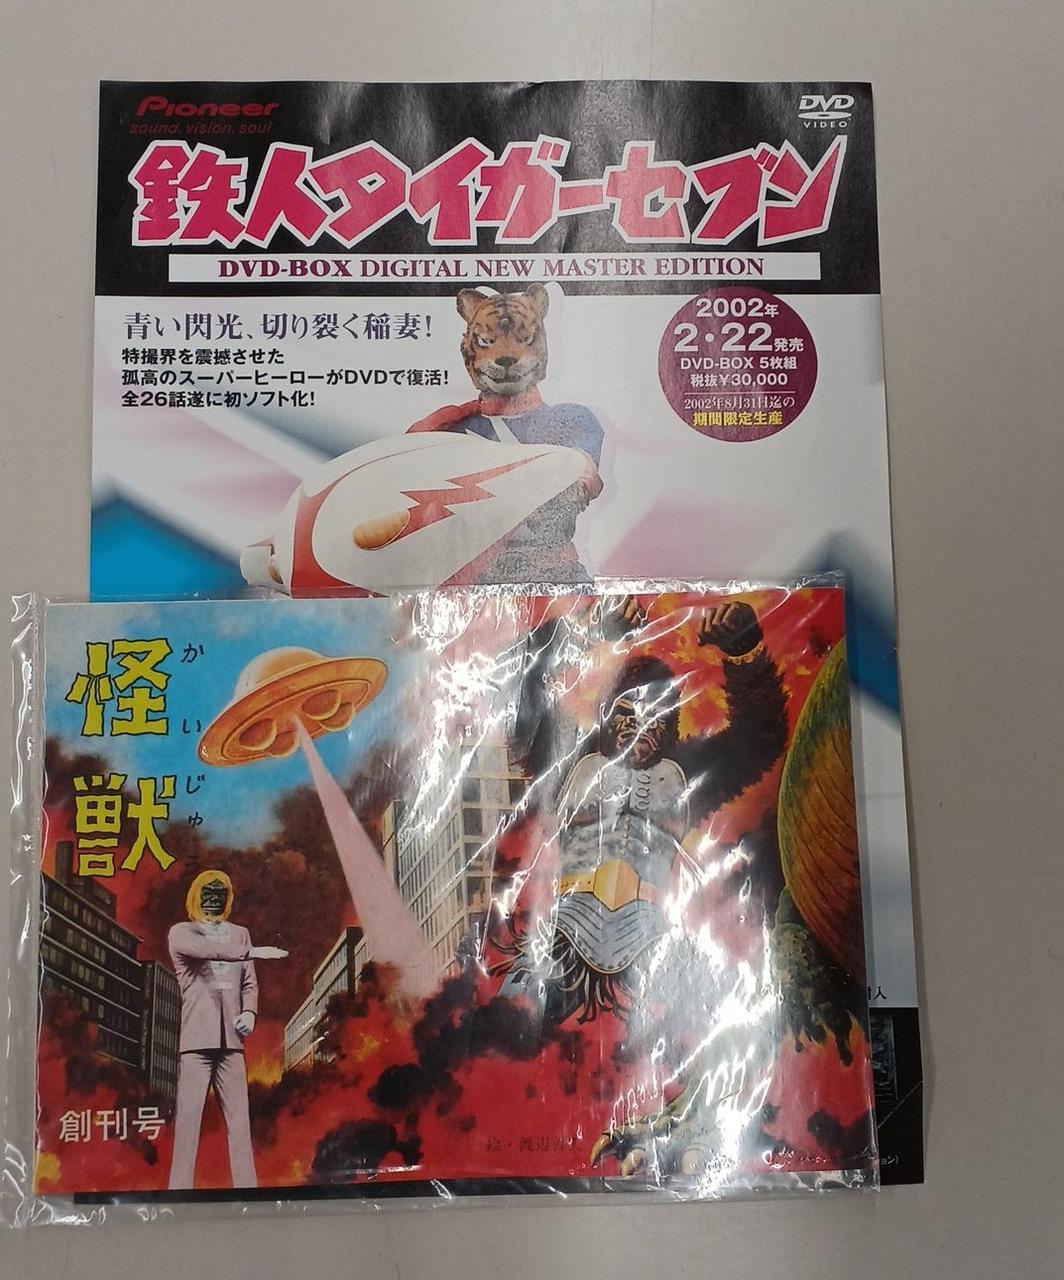 Pioneer
sound.vision.soul
DVD
VIDEO
鉄人タイガーセブン
DVD-BOX DIGITAL NEW MASTER EDITION
青い閃光、切り裂く稲妻!
特撮界を震撼させた
孤高のスーパーヒーローがDVDで復活!
全26話遂に初ソフト化!
2002年
2・22発売
DVD-BOX 5枚組
税抜¥30,000
2002年8月31日迄の
期間限定生産
怪獣
かいじゅ
創刊号
絵・渡辺善